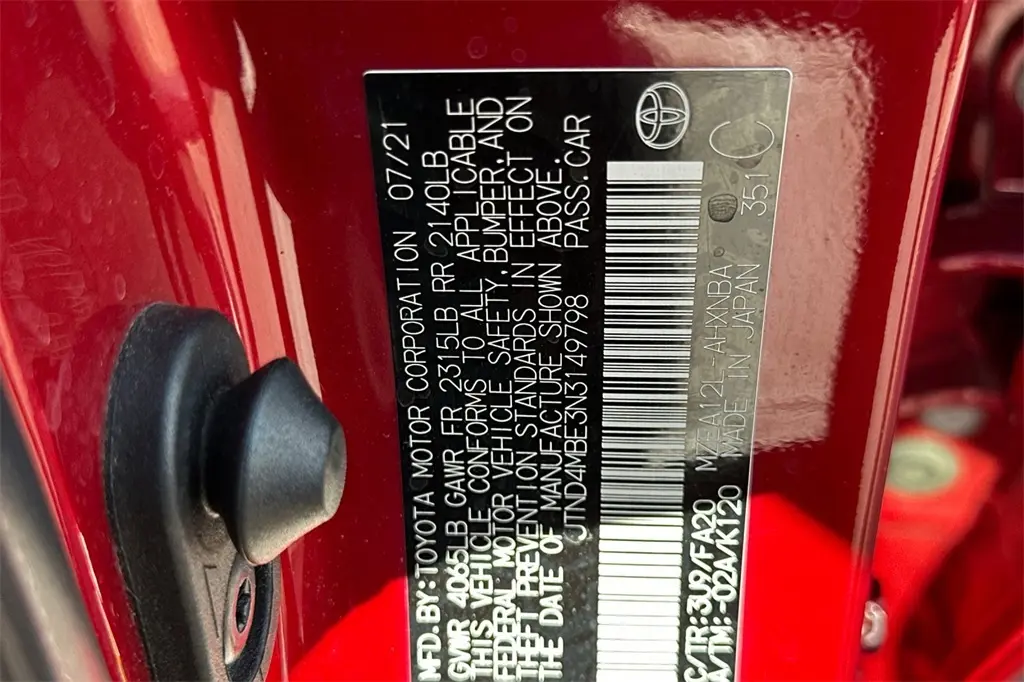 MFD.BY:TOYOTA MOTOR CORPORATION 07/21
GVWR 4065LB GAWR FR 2315LB RR 2140LB
THIS VEHICLE CONFORMS TO ALL APPLICABLE
FEDERAL MOTOR VEHICLE SAFETY,BUMPER,AND
THEFT PREVENTION STANDARDS IN EFFECT ON
THE DATE OF MANUFACTURE SHOWN ABOVE.
JTND4MBE3N3149798 PASS.CAR
C/TR:3U9/FA20 MZEA12L-AHXNBA
A/TM:-02A/K120 MADE IN JAPAN 351 C